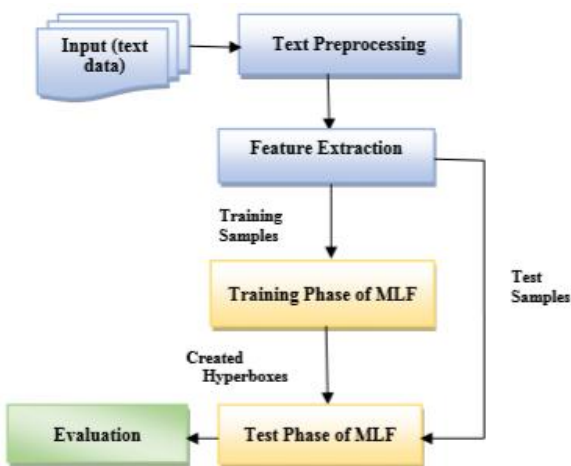 Input (text
data)
Text Preprocessing
Feature Extraction
Training
Samples
Training Phase of MLF
Test
Samples
Created
Hyperboxes
Evaluation
Test Phase of MLF